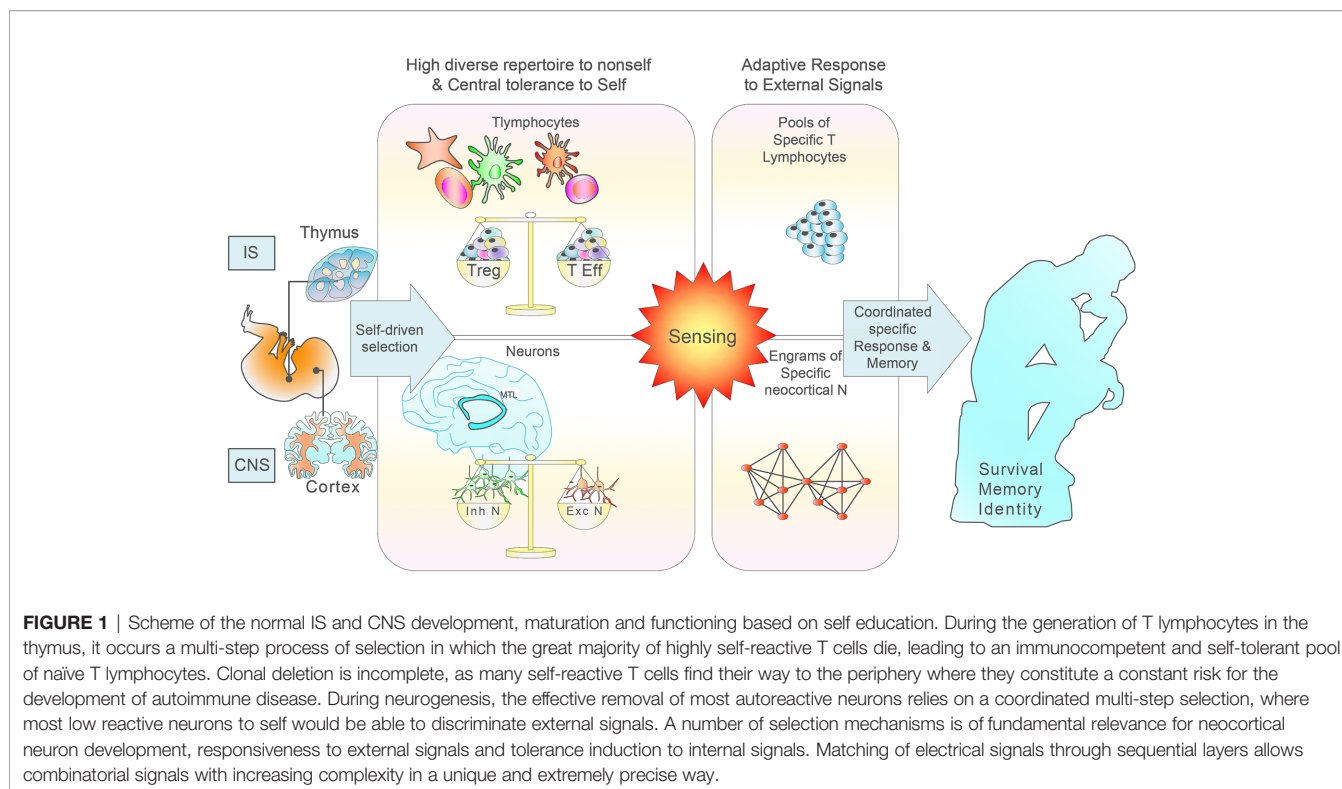 High diverse repertoire to nonself
& Central tolerance to Self
Adaptive Response
to External Signals
Tlymphocytes
Pools of
Specific T
Lymphocytes
IS
Thymus
Treg
T Eff
Self-driven
selection
Sensing
Coordinated
specific
Response &
Memory
Neurons
MTL
Engrams of
Specific
neocortical N
CNS
Cortex
Inh N
Exc N
Survival
Memory
Identity
FIGURE 1 | Scheme of the normal IS and CNS development, maturation and functioning based on self education. During the generation of T lymphocytes in the
thymus, it occurs a multi-step process of selection in which the great majority of highly self-reactive T cells die, leading to an immunocompetent and self-tolerant pool
of naïve T lymphocytes. Clonal deletion is incomplete, as many self-reactive T cells find their way to the periphery where they constitute a constant risk for the
development of autoimmune disease. During neurogenesis, the effective removal of most autoreactive neurons relies on a coordinated multi-step selection, where
most low reactive neurons to self would be able to discriminate external signals. A number of selection mechanisms is of fundamental relevance for neocortical
neuron development, responsiveness to external signals and tolerance induction to internal signals. Matching of electrical signals through sequential layers allows
combinatorial signals with increasing complexity in a unique and extremely precise way.